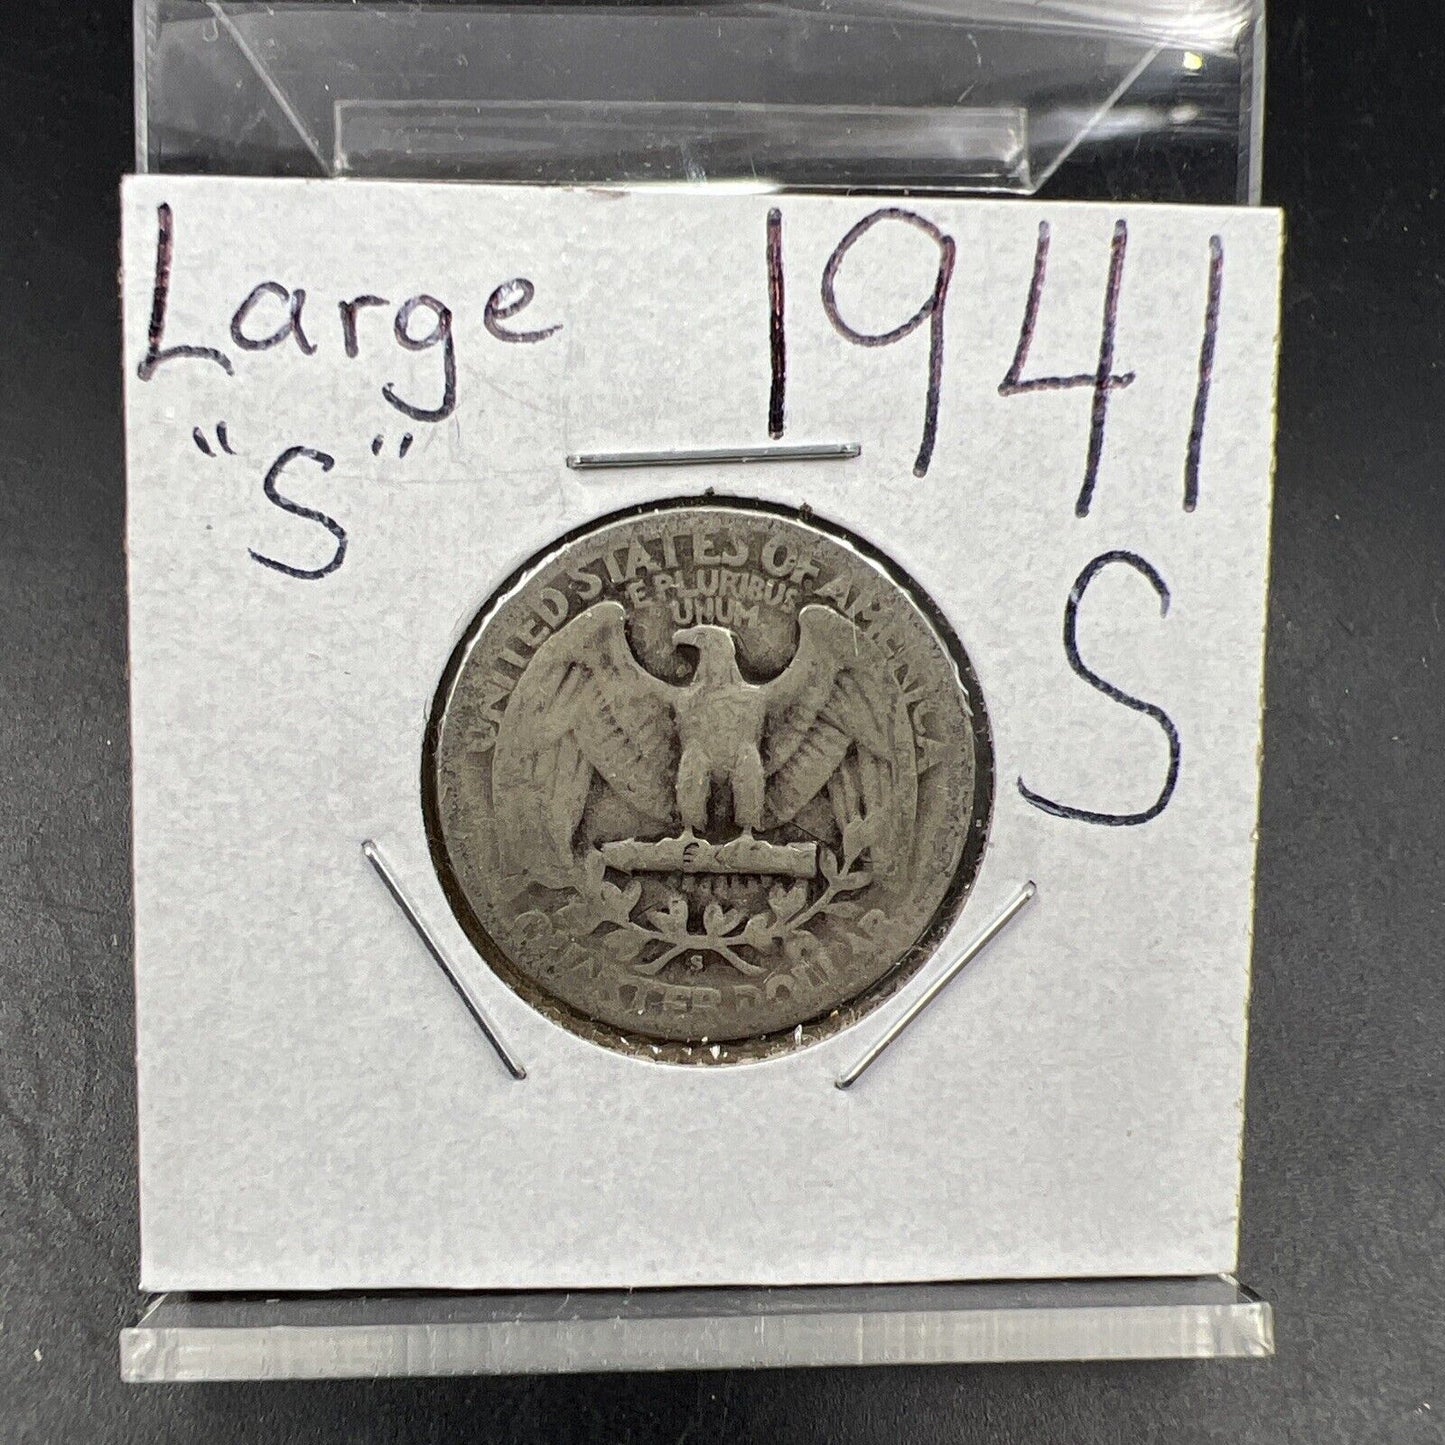 Large 1941
"S"
S
UNITED STATES OF AMERICA
E PLURIBUS
UNUM
S
QUARTER DOLLAR